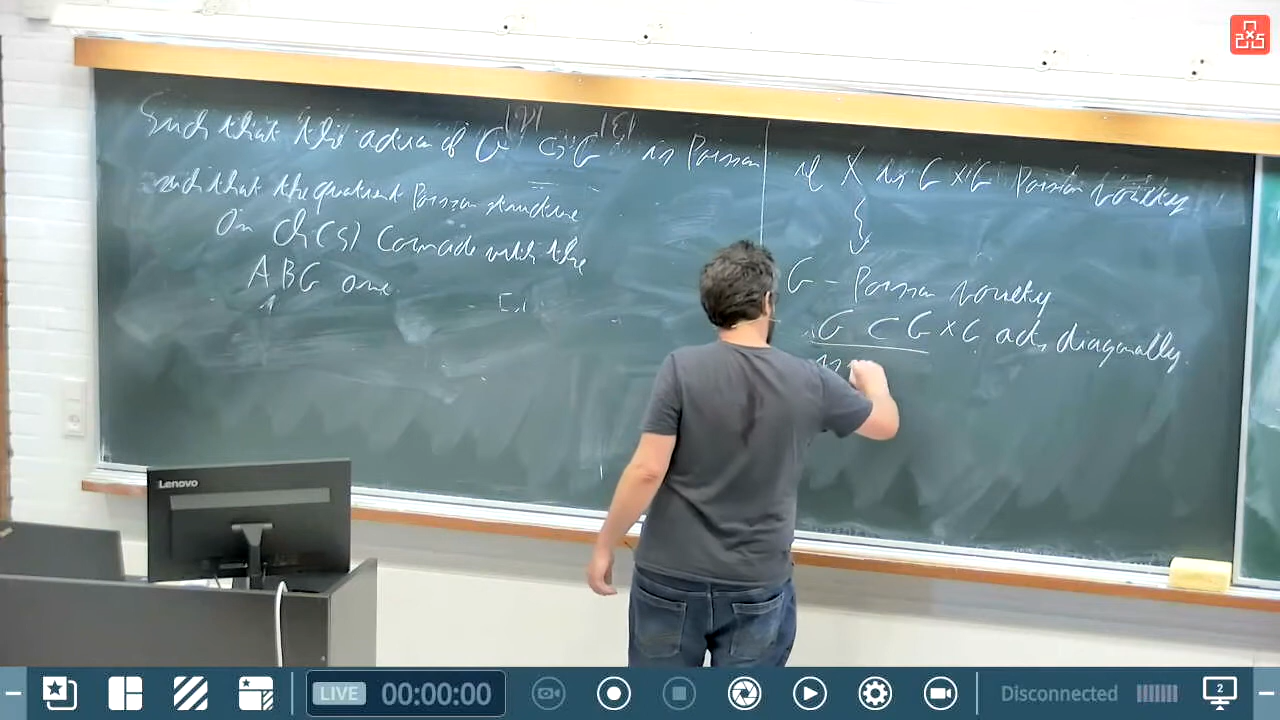 Such that the action of G^{|P|} G^{|E|} is Poisson
such that the quotient Poisson structure
on Ch(S) coincide with the
ABG one
if X is G×G Poisson variety
G - Poisson variety
G ⊂ G×G acts diagonally.
Lenovo
LIVE 00:00:00
Disconnected
2